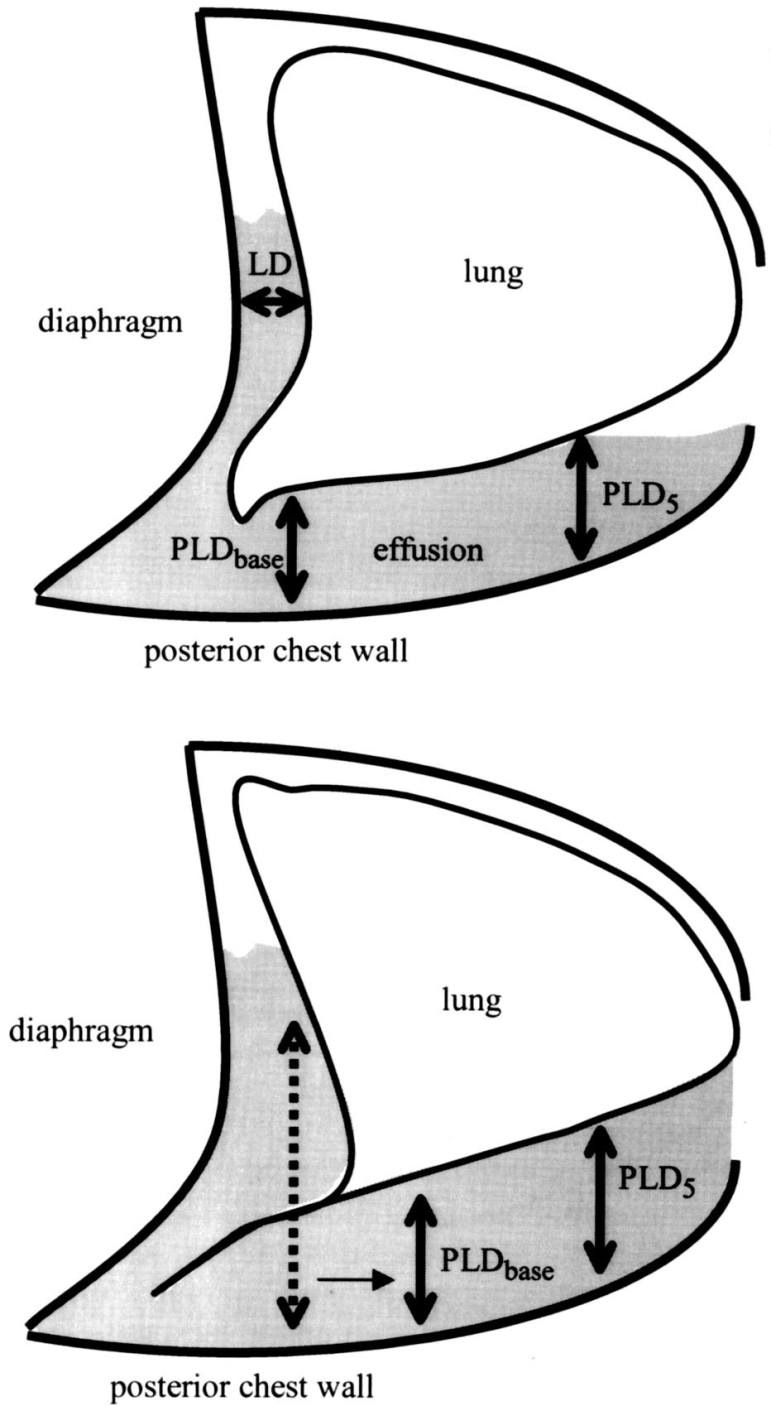 LD
lung
diaphragm
PLD5
PLDbase
effusion
posterior chest wall
lung
diaphragm
PLD5
PLDbase
posterior chest wall